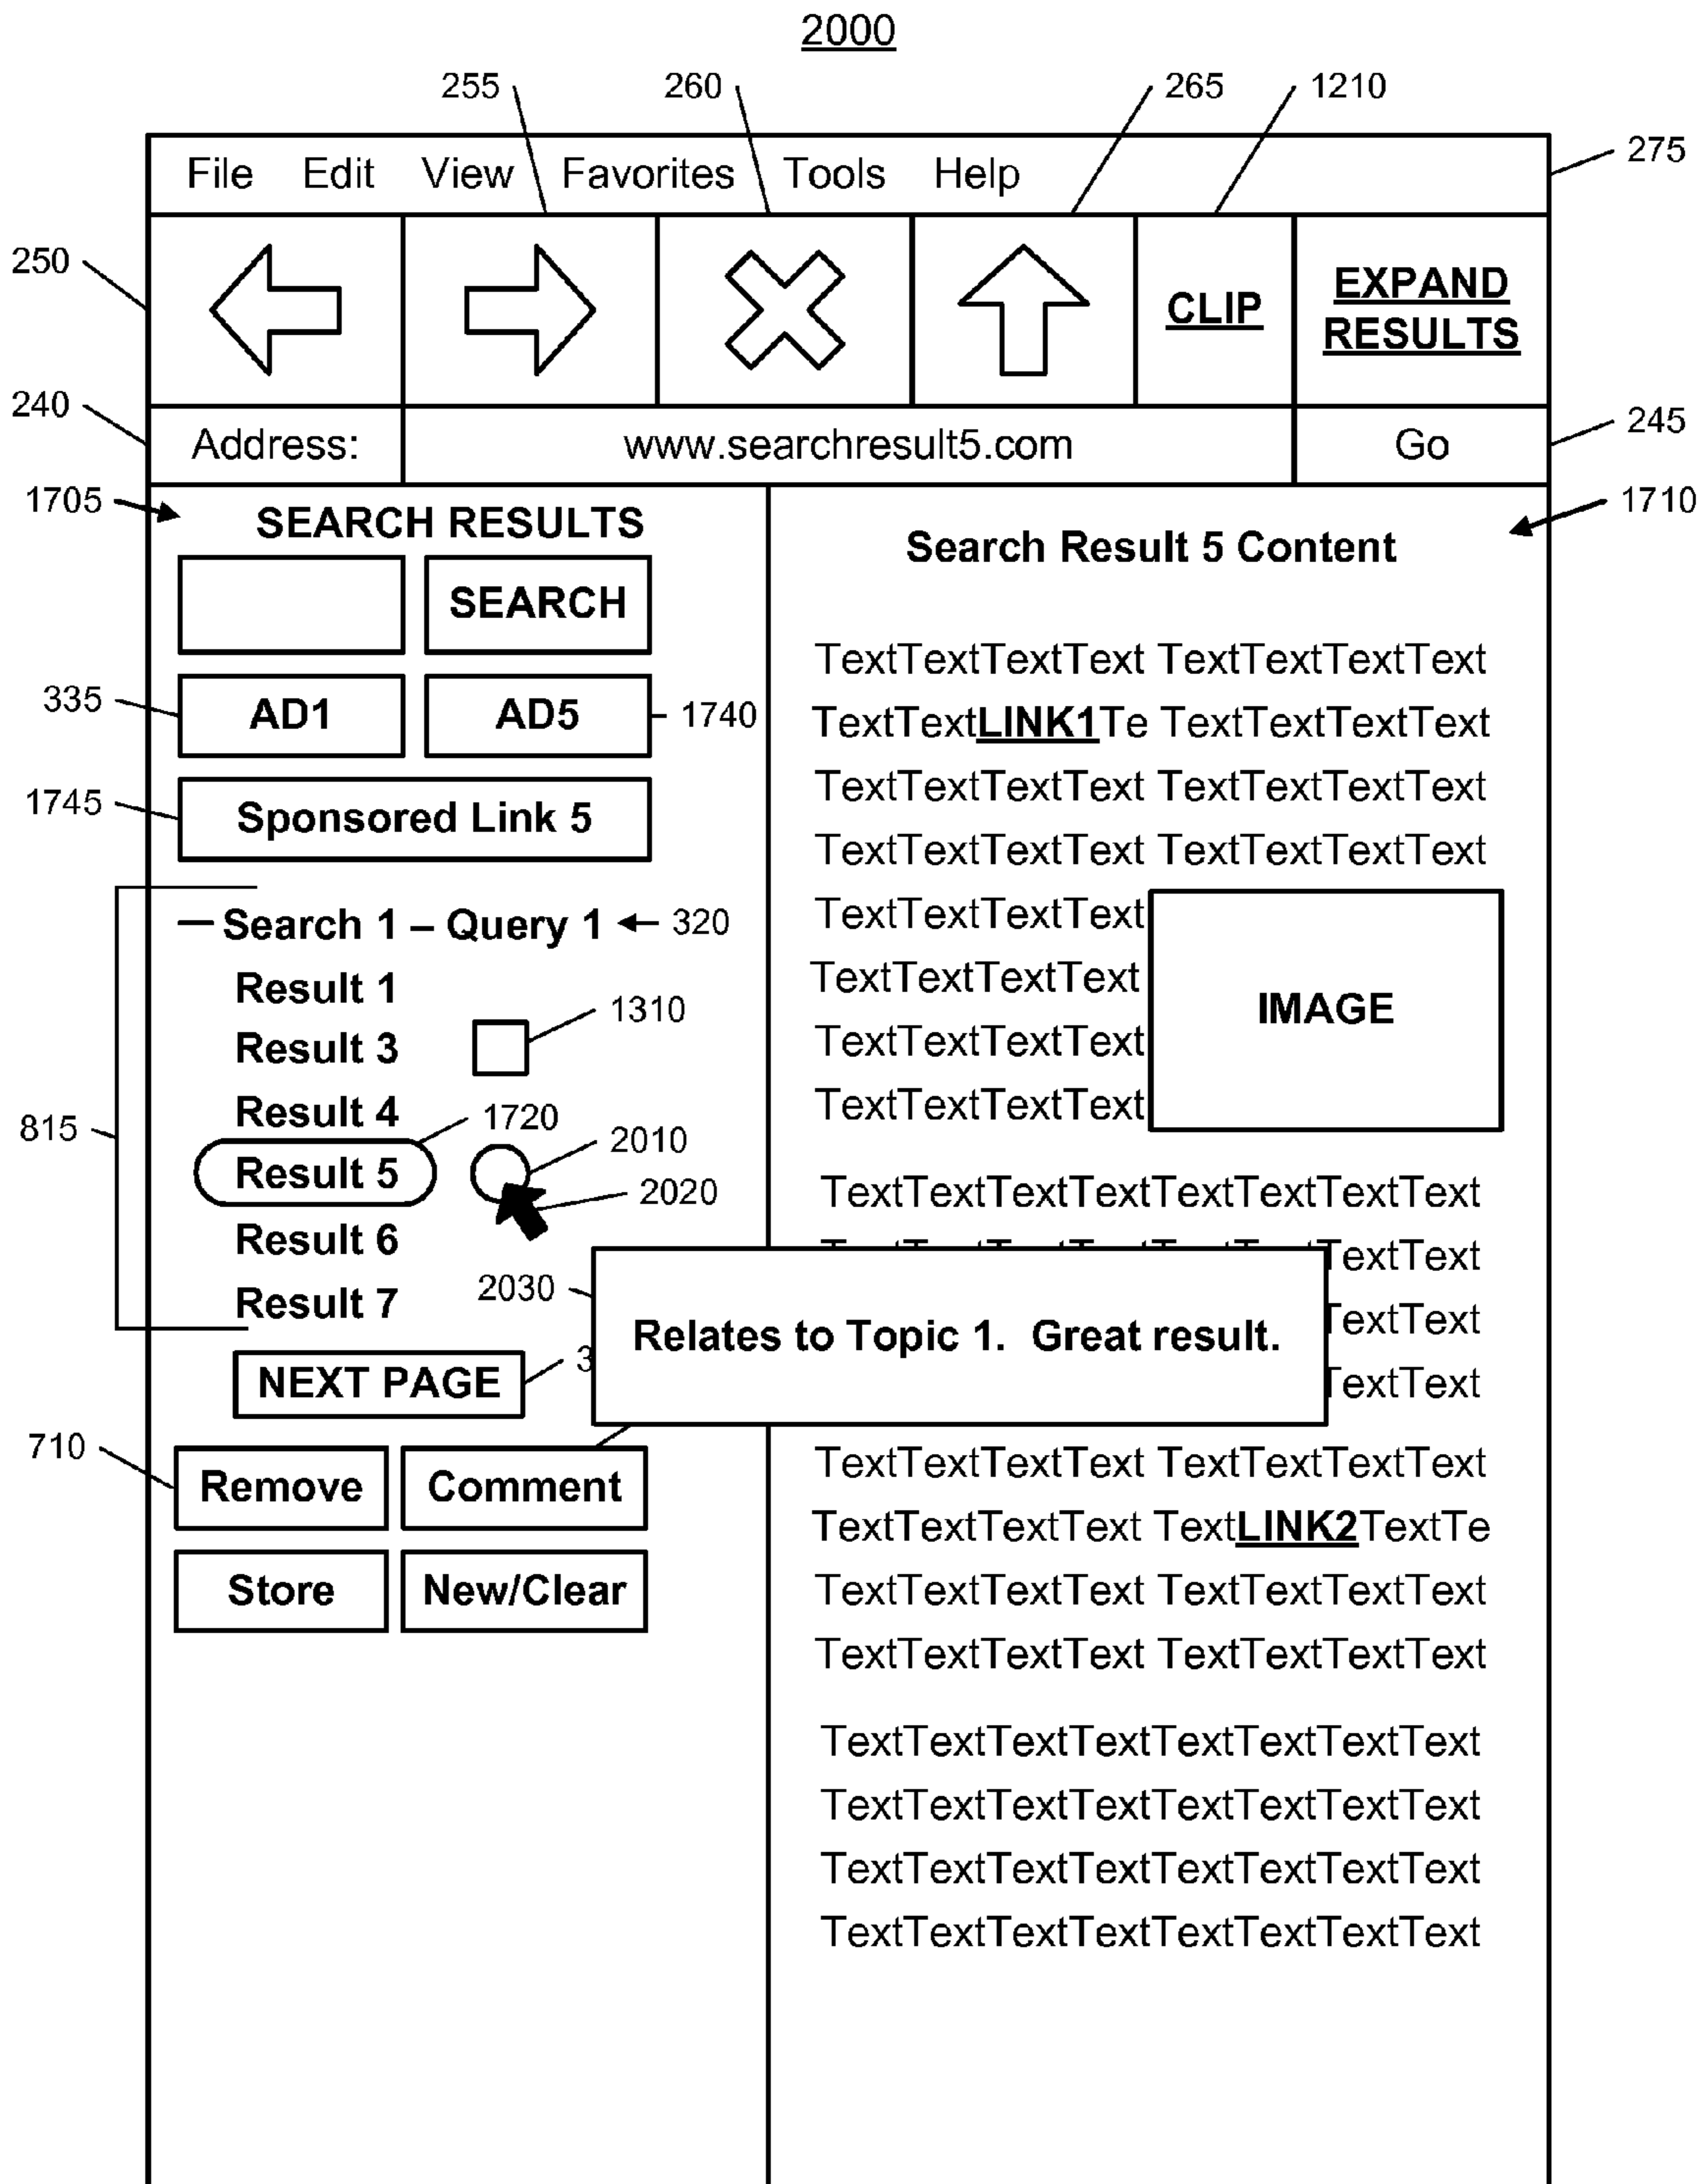 2000
255 260 265 1210
File Edit View Favorites Tools Help 275
250 CLIP EXPAND RESULTS
240 Address: www.searchresult5.com Go 245
1705 SEARCH RESULTS
SEARCH
335 AD1 AD5 1740
1745 Sponsored Link 5
– Search 1 – Query 1 320
Result 1
Result 3 1310
Result 4
1720
815 Result 5 2010
2020
Result 6
Result 7 2030
NEXT PAGE 3
Relates to Topic 1. Great result.
710 Remove Comment
Store New/Clear
1710
Search Result 5 Content
TextTextTextText TextTextTextText
TextTextLINK1Te TextTextTextText
TextTextTextText TextTextTextText
TextTextTextText TextTextTextText
TextTextTextText
TextTextTextText
TextTextTextText
TextTextTextText
IMAGE
TextTextTextTextTextTextTextText
TextText
TextText
TextText
TextTextTextText TextTextTextText
TextTextTextText TextLINK2TextTe
TextTextTextText TextTextTextText
TextTextTextText TextTextTextText
TextTextTextTextTextTextTextText
TextTextTextTextTextTextTextText
TextTextTextTextTextTextTextText
TextTextTextTextTextTextTextText